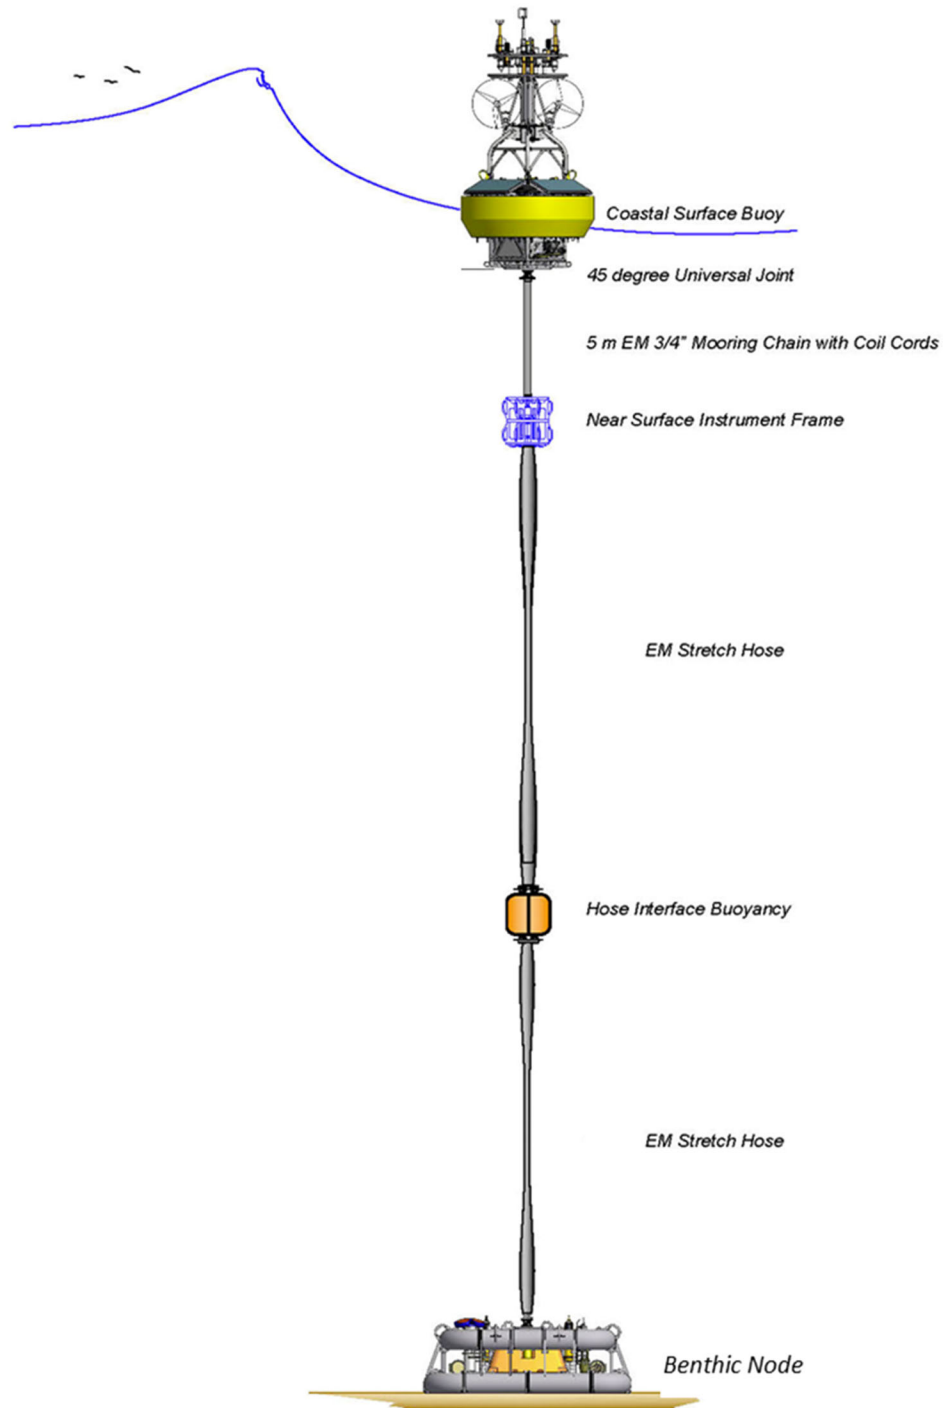 Coastal Surface Buoy
45 degree Universal Joint
5 m EM 3/4" Mooring Chain with Coil Cords
Near Surface Instrument Frame
EM Stretch Hose
Hose Interface Buoyancy
EM Stretch Hose
Benthic Node